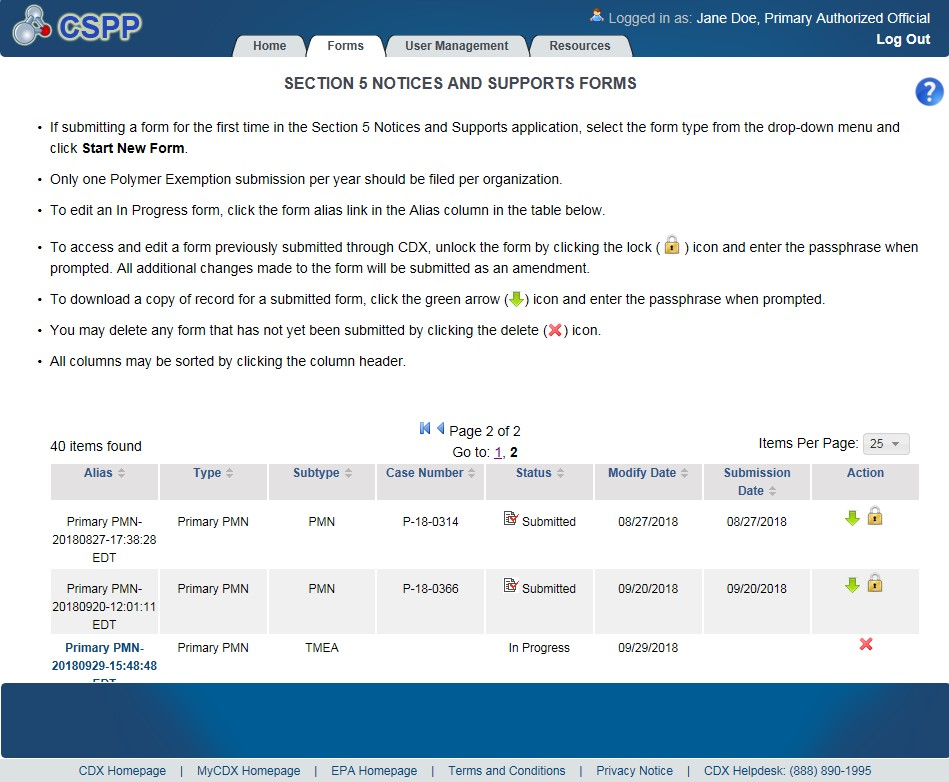 CSPP
Logged in as: Jane Doe, Primary Authorized Official
Log Out
Home
Forms
User Management
Resources
SECTION 5 NOTICES AND SUPPORTS FORMS
?
• If submitting a form for the first time in the Section 5 Notices and Supports application, select the form type from the drop-down menu and
click Start New Form.
• Only one Polymer Exemption submission per year should be filed per organization.
• To edit an In Progress form, click the form alias link in the Alias column in the table below.
• To access and edit a form previously submitted through CDX, unlock the form by clicking the lock ( ) icon and enter the passphrase when
prompted. All additional changes made to the form will be submitted as an amendment.
• To download a copy of record for a submitted form, click the green arrow ( ) icon and enter the passphrase when prompted.
• You may delete any form that has not yet been submitted by clicking the delete ( ) icon.
• All columns may be sorted by clicking the column header.
40 items found
Page 2 of 2
Go to: 1, 2
Items Per Page: 25
Alias Type Subtype Case Number Status Modify Date Submission Date Action
Primary PMN-
20180827-17:38:28
EDT
Primary PMN
PMN
P-18-0314
Submitted
08/27/2018
08/27/2018
Primary PMN-
20180920-12:01:11
EDT
Primary PMN
PMN
P-18-0366
Submitted
09/20/2018
09/20/2018
Primary PMN-
20180929-15:48:48
EDT
Primary PMN
TMEA
In Progress
09/29/2018
CDX Homepage | MyCDX Homepage | EPA Homepage | Terms and Conditions | Privacy Notice | CDX Helpdesk: (888) 890-1995